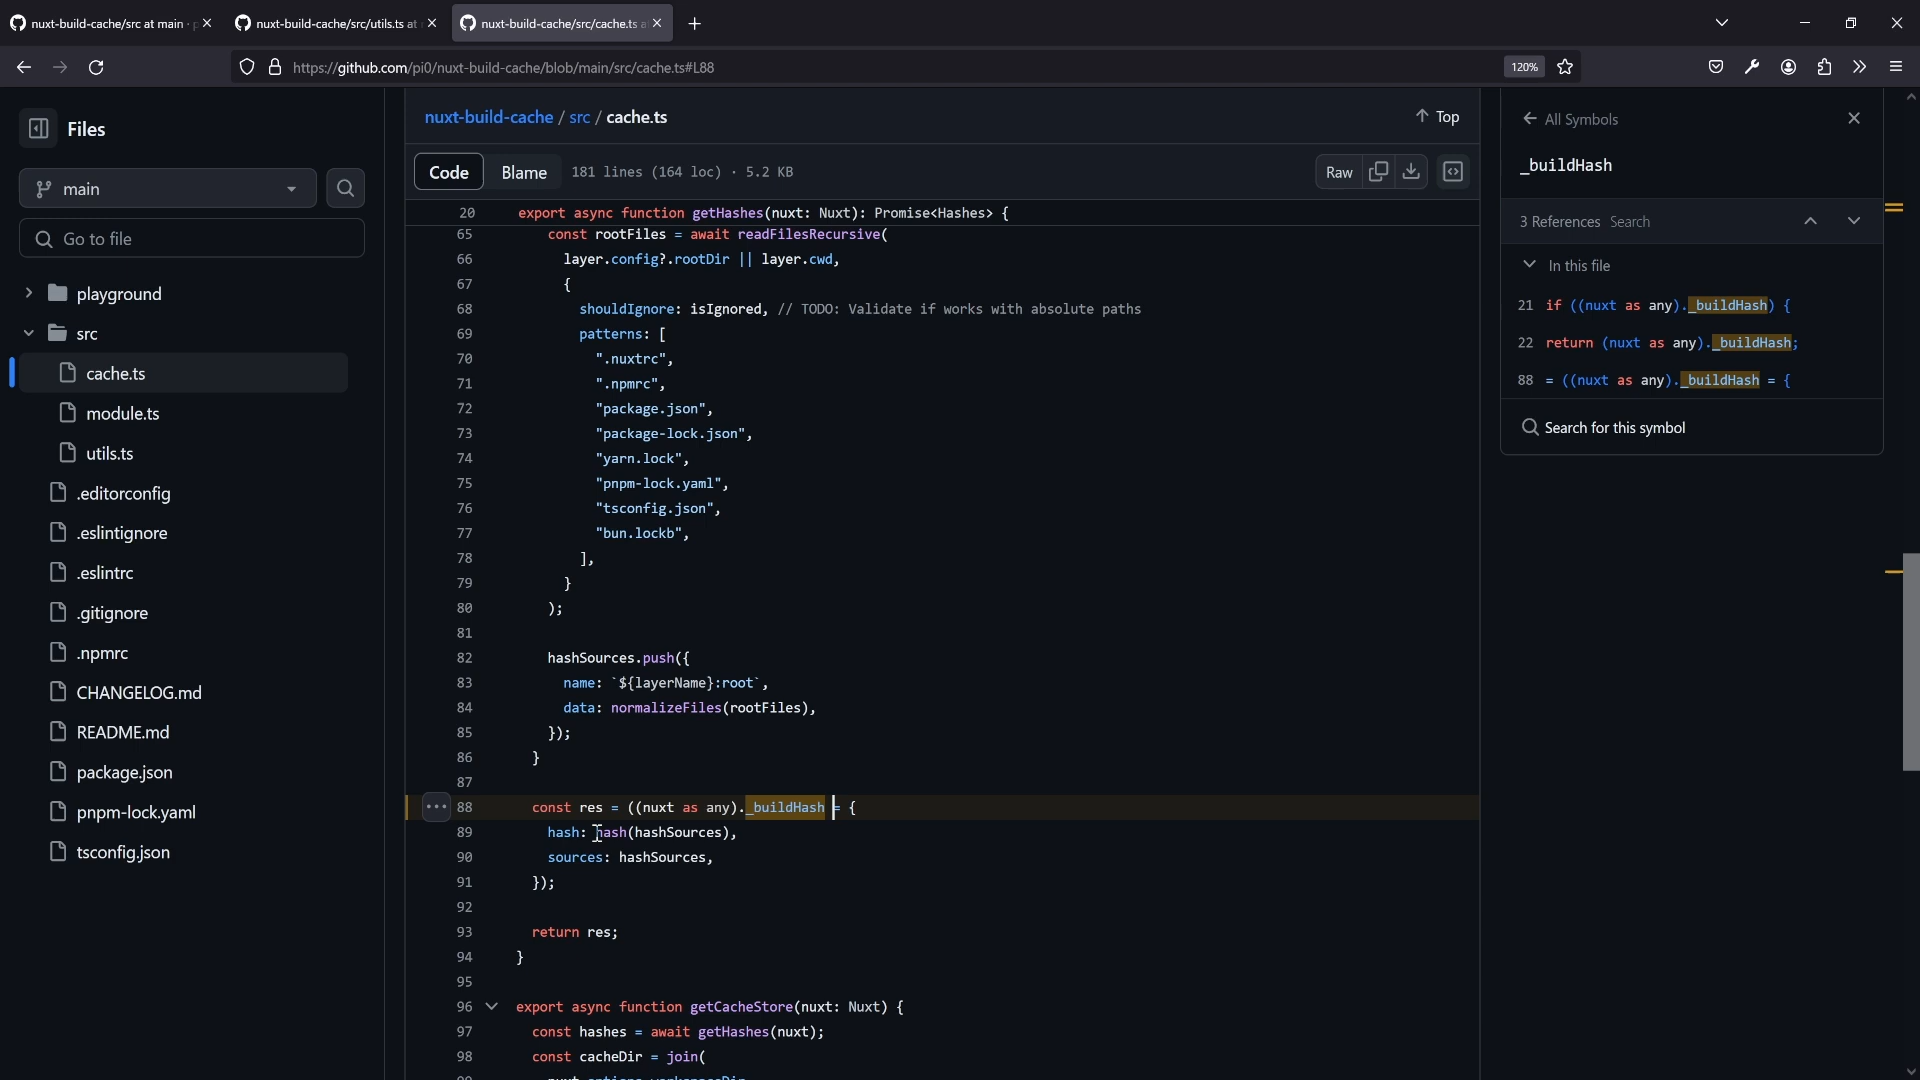 nuxt-build-cache/src at main · p
nuxt-build-cache/src/utils.ts at
nuxt-build-cache/src/cache.ts a
https://github.com/pi0/nuxt-build-cache/blob/main/src/cache.ts#L88
120%
Files
main
Go to file
playground
src
cache.ts
module.ts
utils.ts
.editorconfig
.eslintignore
.eslintrc
.gitignore
.npmrc
CHANGELOG.md
README.md
package.json
pnpm-lock.yaml
tsconfig.json
nuxt-build-cache / src / cache.ts
Top
Code
Blame
181 lines (164 loc) · 5.2 KB
Raw
20 export async function getHashes(nuxt: Nuxt): Promise<Hashes> {
65 const rootFiles = await readFilesRecursive(
66 layer.config?.rootDir || layer.cwd,
67 {
68 shouldIgnore: isIgnored, // TODO: Validate if works with absolute paths
69 patterns: [
70 ".nuxtrc",
71 ".npmrc",
72 "package.json",
73 "package-lock.json",
74 "yarn.lock",
75 "pnpm-lock.yaml",
76 "tsconfig.json",
77 "bun.lockb",
78 ],
79 }
80 );
81
82 hashSources.push({
83 name: `${layerName}:root`,
84 data: normalizeFiles(rootFiles),
85 });
86 }
87
88 const res = ((nuxt as any)._buildHash = {
89 hash: hash(hashSources),
90 sources: hashSources,
91 });
92
93 return res;
94 }
95
96 export async function getCacheStore(nuxt: Nuxt) {
97 const hashes = await getHashes(nuxt);
98 const cacheDir = join(
All Symbols
_buildHash
3 References Search
In this file
21 if ((nuxt as any)._buildHash) {
22 return (nuxt as any)._buildHash;
88 = ((nuxt as any)._buildHash = {
Search for this symbol